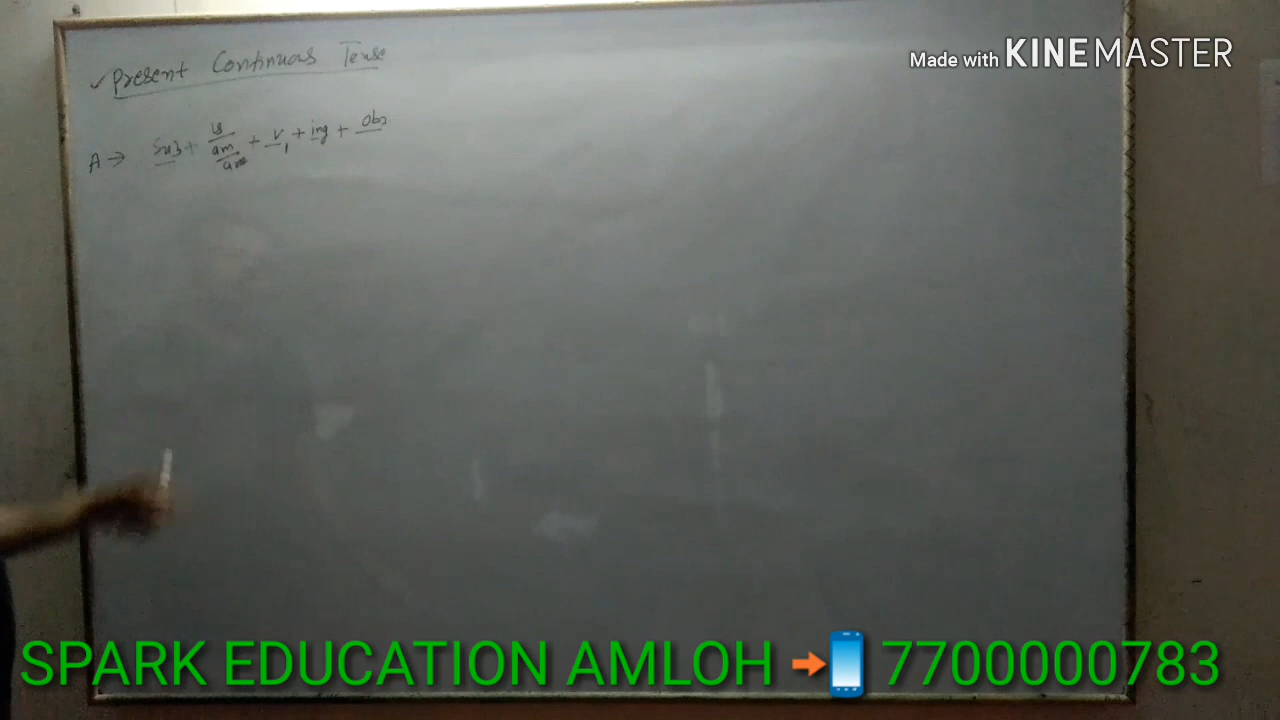 Made with KINEMASTER
Present Continuous Tense
A → Sub + is/am/are + V1 + ing + Obj
SPARK EDUCATION AMLOH 7700000783